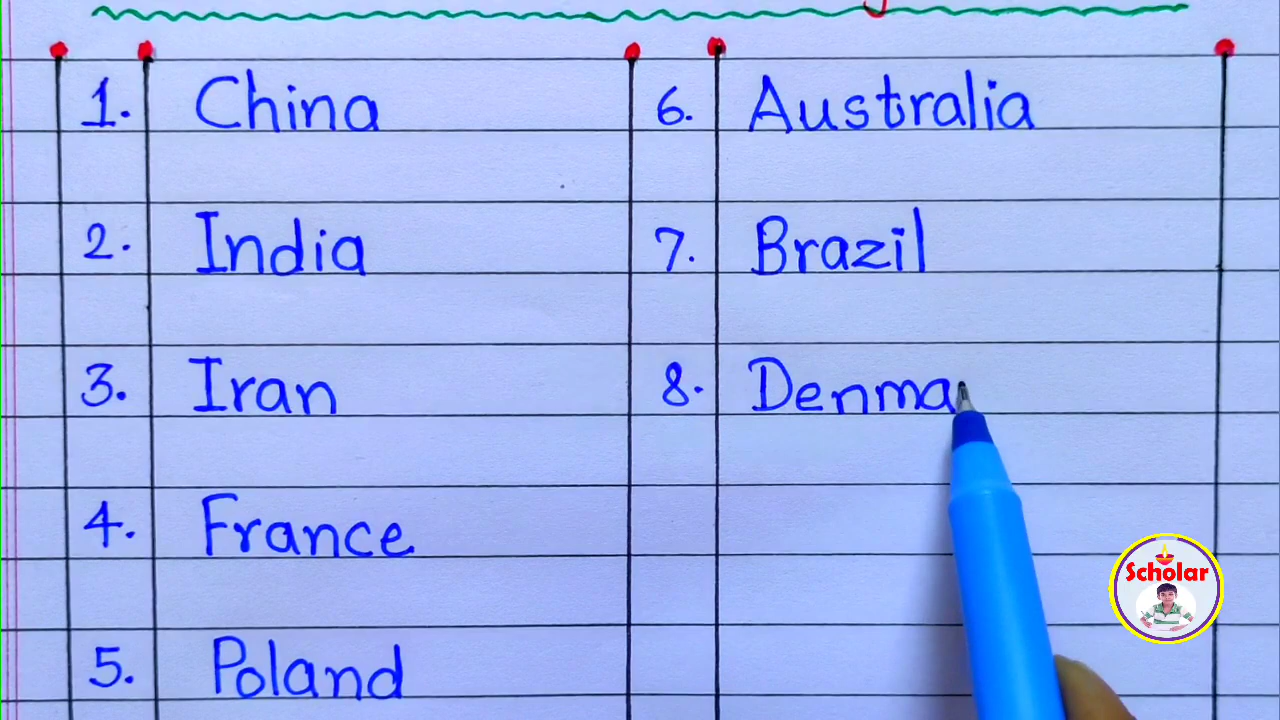 1. China
2. India
3. Iran
4. France
5. Poland
6. Australia
7. Brazil
8. Denma
Scholar